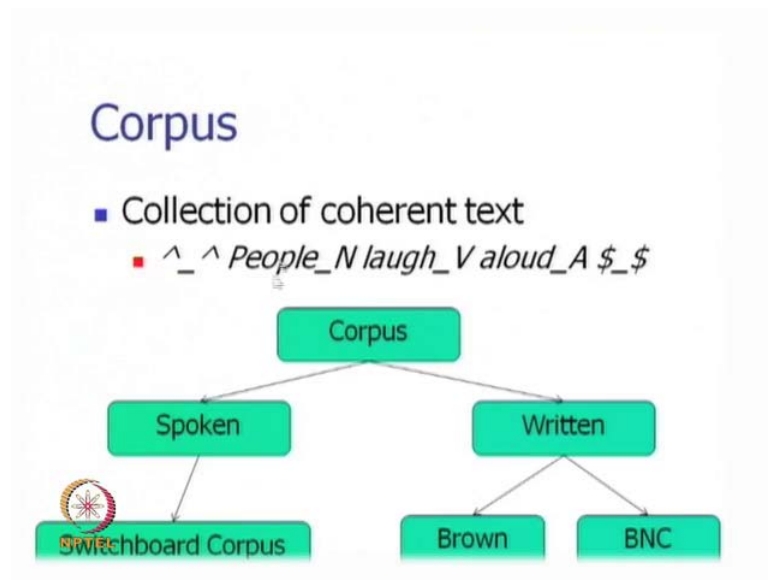 Corpus
Collection of coherent text
^_^ People_N laugh_V aloud_A $_$
Corpus
Spoken
Written
Switchboard Corpus
Brown
BNC
NPTEL